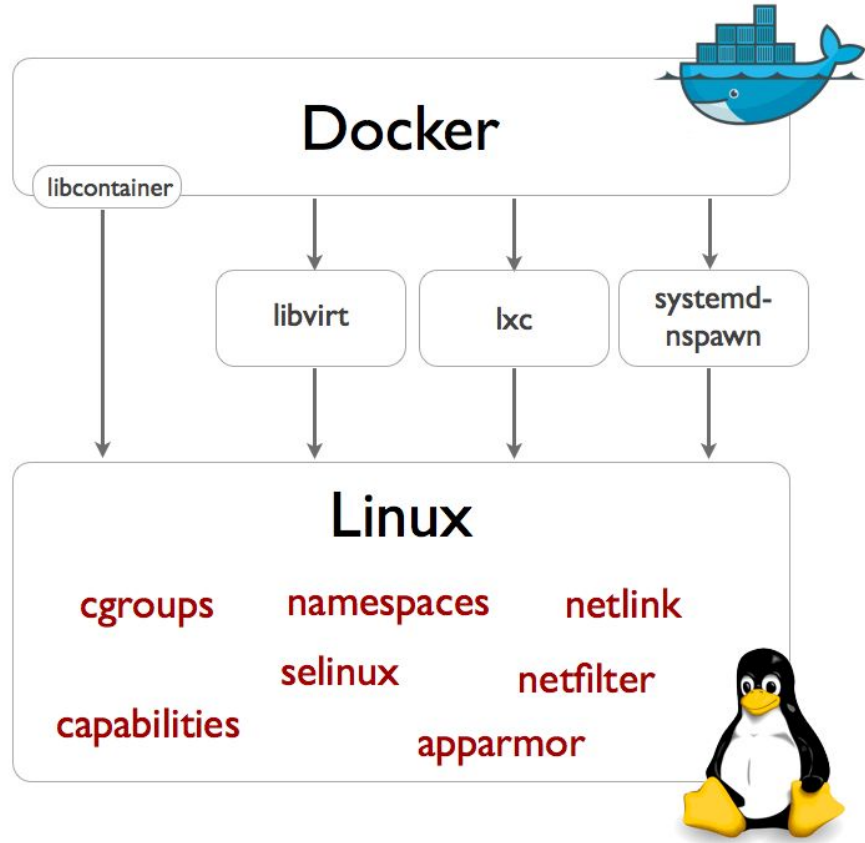 Docker
libcontainer
libvirt
lxc
systemd-
nspawn
Linux
cgroups
namespaces
netlink
selinux
netfilter
capabilities
apparmor